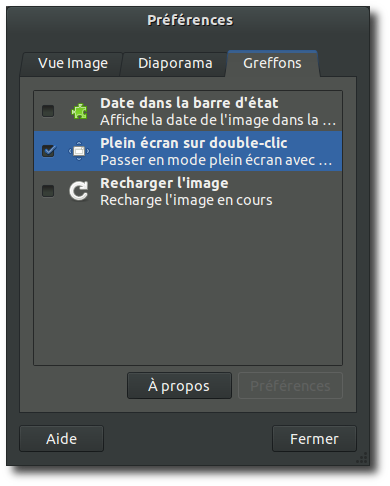 Préférences
Vue Image
Diaporama
Greffons
Date dans la barre d'état
Affiche la date de l'image dans la ...
Plein écran sur double-clic
Passer en mode plein écran avec ...
Recharger l'image
Recharge l'image en cours
À propos
Préférences
Aide
Fermer